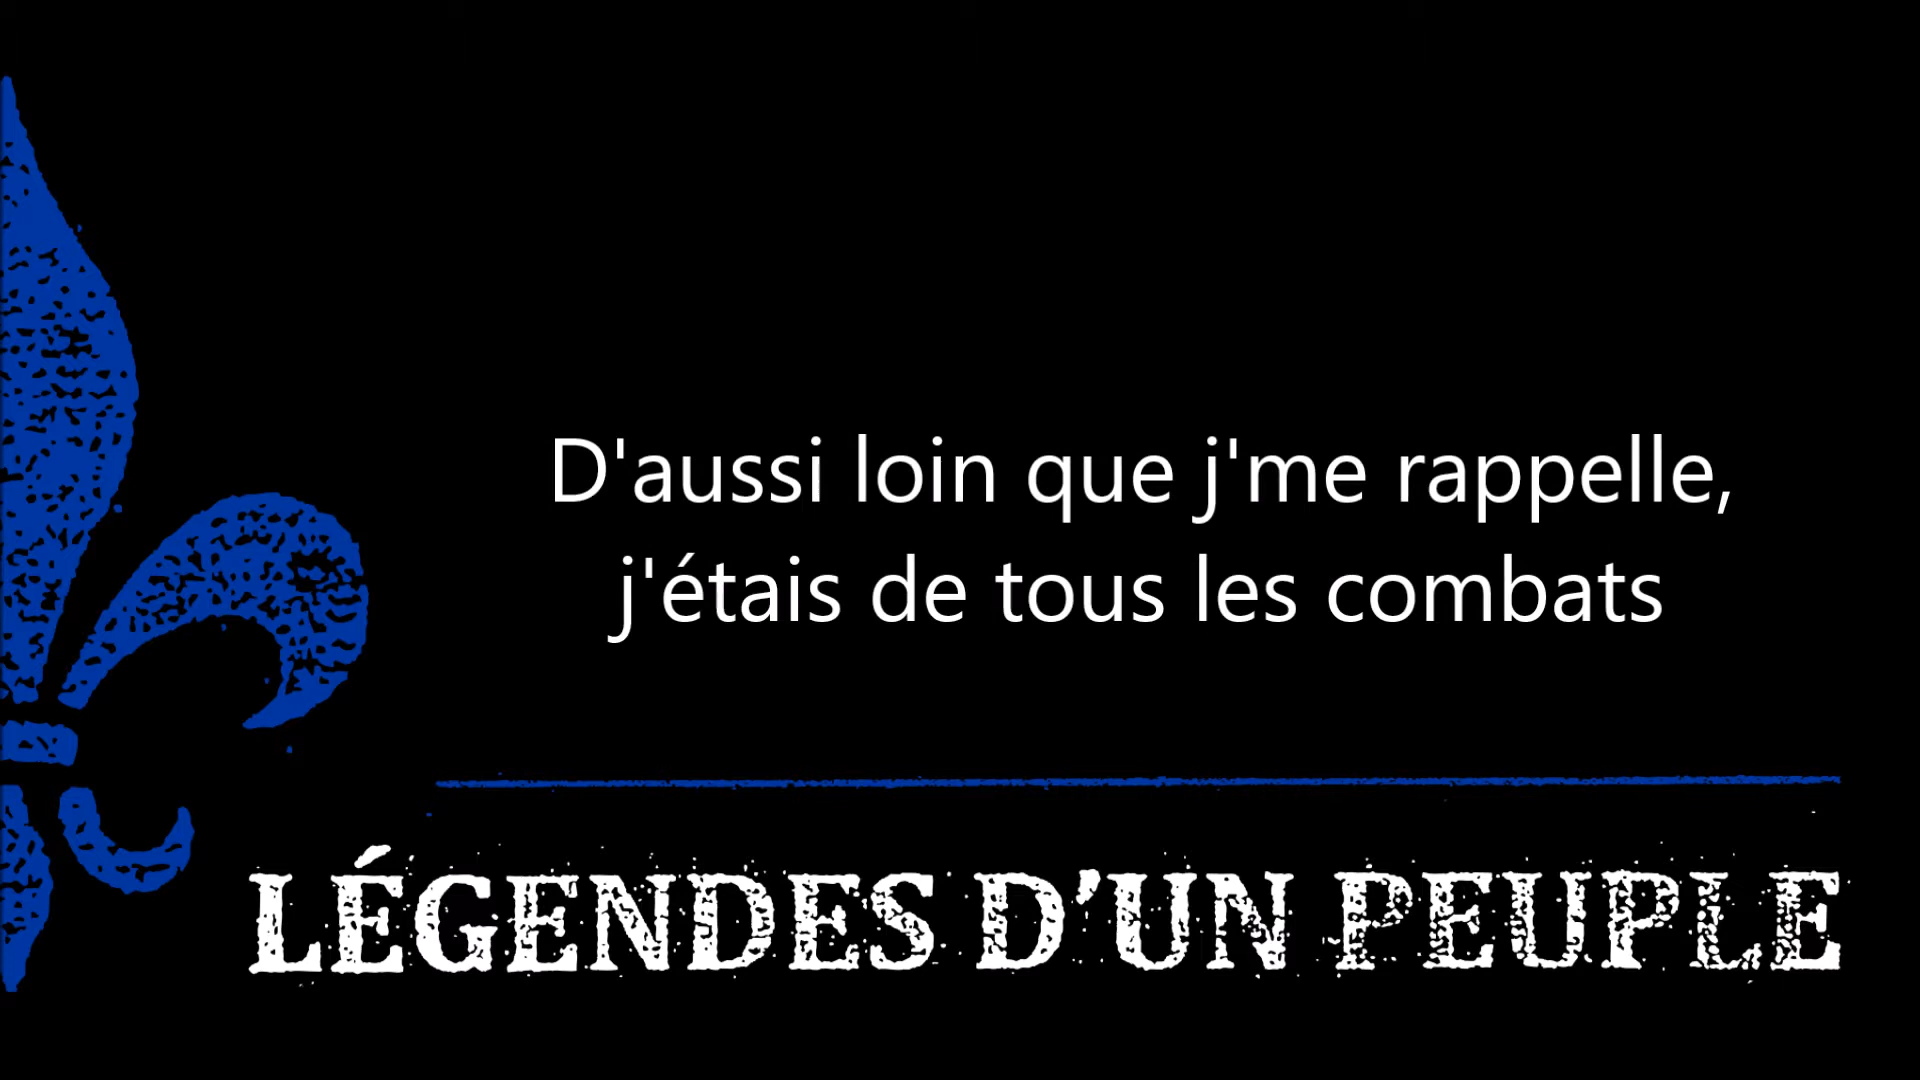 D'aussi loin que j'me rappelle,
j'étais de tous les combats
LÉGENDES D'UN PEUPLE